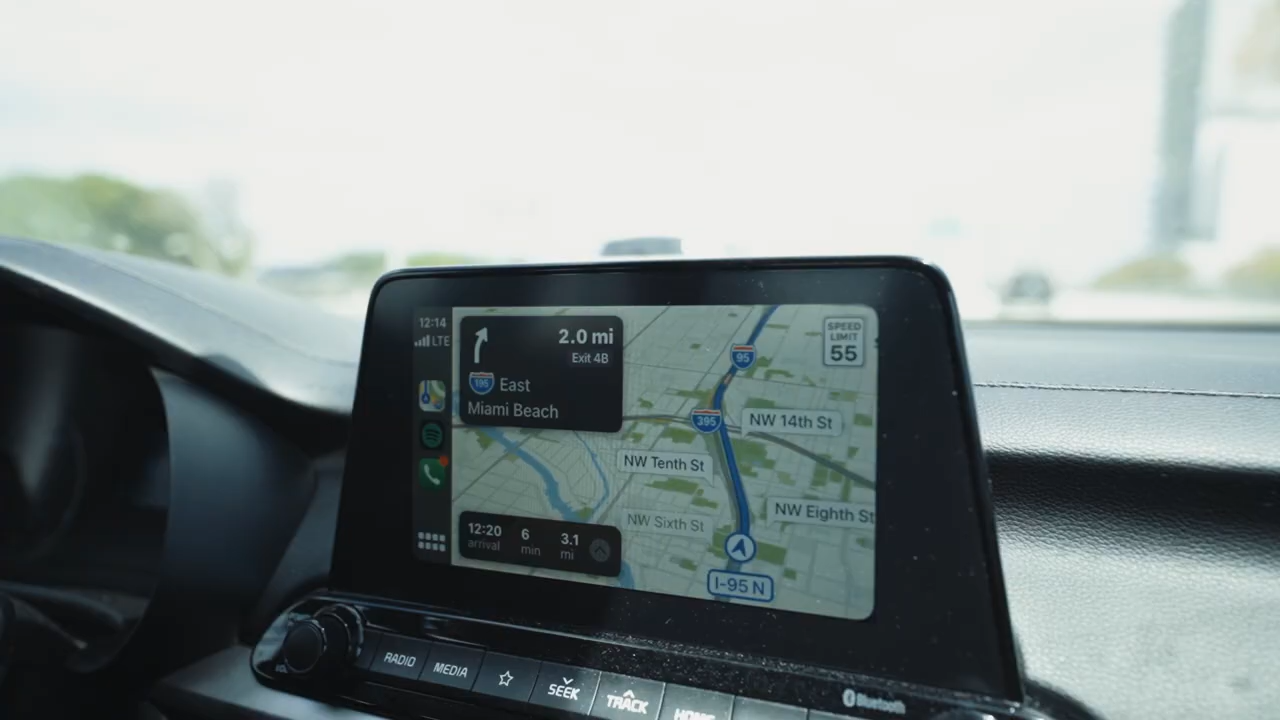 12:14
LTE
2.0 mi
Exit 4B
195 East
Miami Beach
95
SPEED
LIMIT
55
395
NW 14th St
NW Tenth St
NW Eighth St
NW Sixth St
12:20 6 3.1
arrival min mi
I-95 N
RADIO
MEDIA
SEEK
TRACK
HOME
Bluetooth